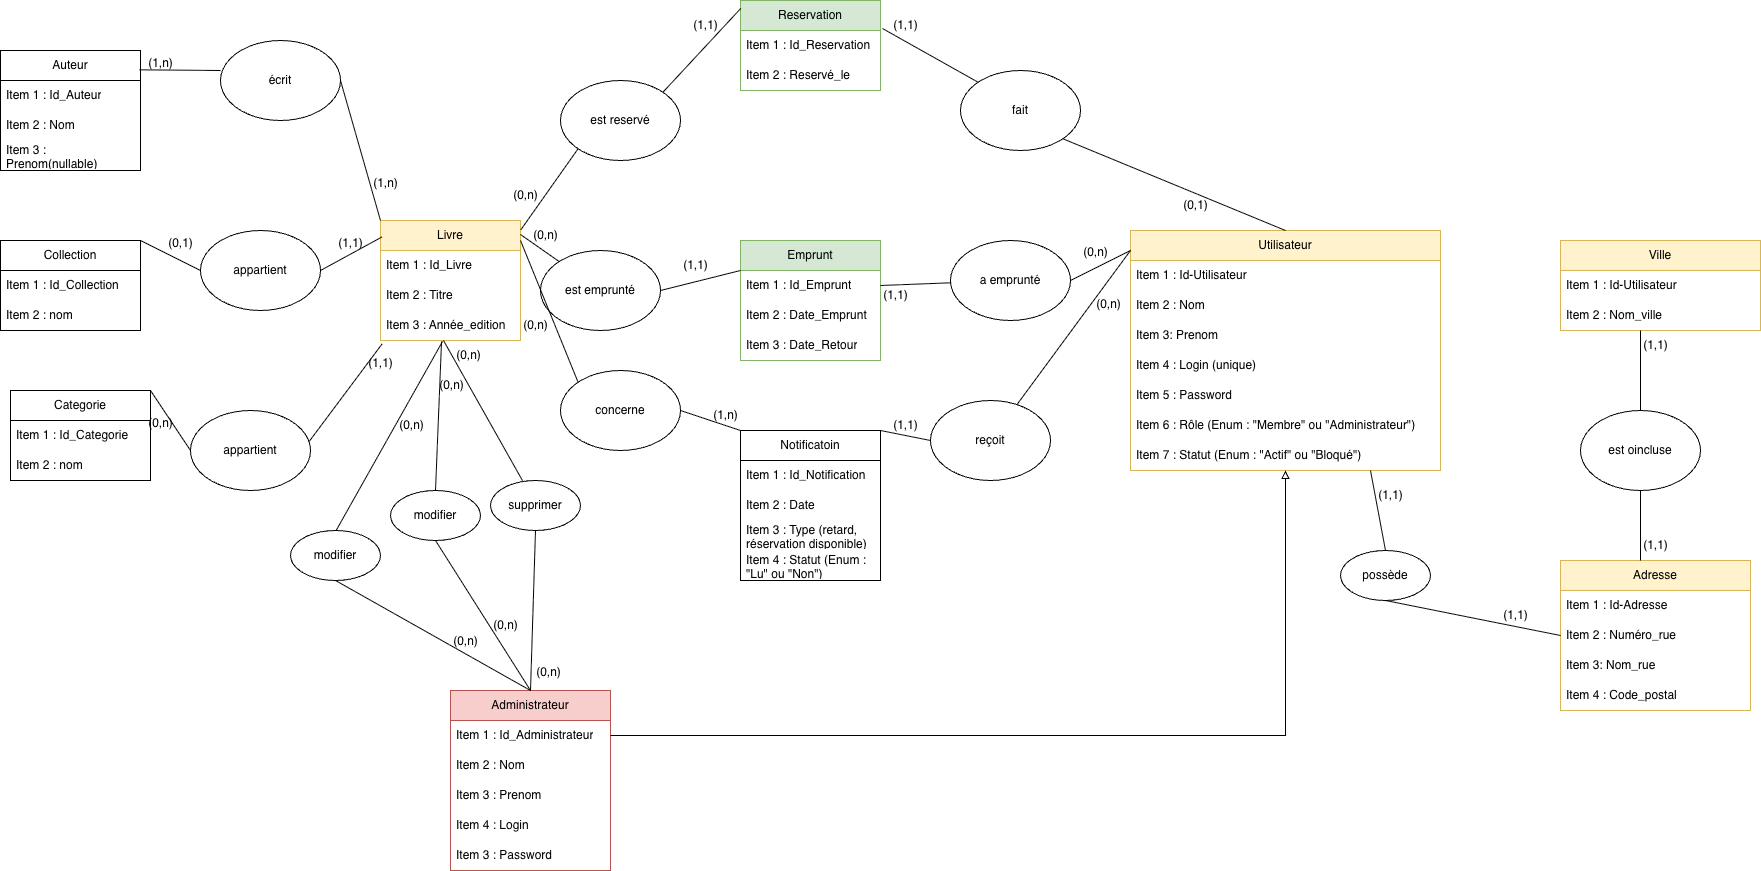 Reservation
Item 1 : Id_Reservation
Item 2 : Reservé_le
(1,1)
(1,1)
Auteur
Item 1 : Id_Auteur
Item 2 : Nom
Item 3 :
Prenom(nullable)
(1,n)
écrit
(1,n)
est reservé
(0,n)
fait
(0,1)
Collection
Item 1 : Id_Collection
Item 2 : nom
(0,1)
appartient
(1,1)
Livre
Item 1 : Id_Livre
Item 2 : Titre
Item 3 : Année_edition
(0,n)
est emprunté
(1,1)
Emprunt
Item 1 : Id_Emprunt
Item 2 : Date_Emprunt
Item 3 : Date_Retour
(1,1)
a emprunté
(0,n)
(0,n)
Utilisateur
Item 1 : Id-Utilisateur
Item 2 : Nom
Item 3: Prenom
Item 4 : Login (unique)
Item 5 : Password
Item 6 : Rôle (Enum : "Membre" ou "Administrateur")
Item 7 : Statut (Enum : "Actif" ou "Bloqué")
Ville
Item 1 : Id-Utilisateur
Item 2 : Nom_ville
(1,1)
est oincluse
(1,1)
Categorie
Item 1 : Id_Categorie
Item 2 : nom
(0,n)
appartient
(1,1)
(0,n)
concerne
(1,n)
Notificatoin
Item 1 : Id_Notification
Item 2 : Date
Item 3 : Type (retard,
réservation disponible)
Item 4 : Statut (Enum :
"Lu" ou "Non")
(1,1)
reçoit
(0,n)
(0,n)
(0,n)
modifier
modifier
supprimer
(0,n)
(0,n)
(0,n)
(1,1)
possède
(1,1)
Adresse
Item 1 : Id-Adresse
Item 2 : Numéro_rue
Item 3: Nom_rue
Item 4 : Code_postal
Administrateur
Item 1 : Id_Administrateur
Item 2 : Nom
Item 3 : Prenom
Item 4 : Login
Item 3 : Password